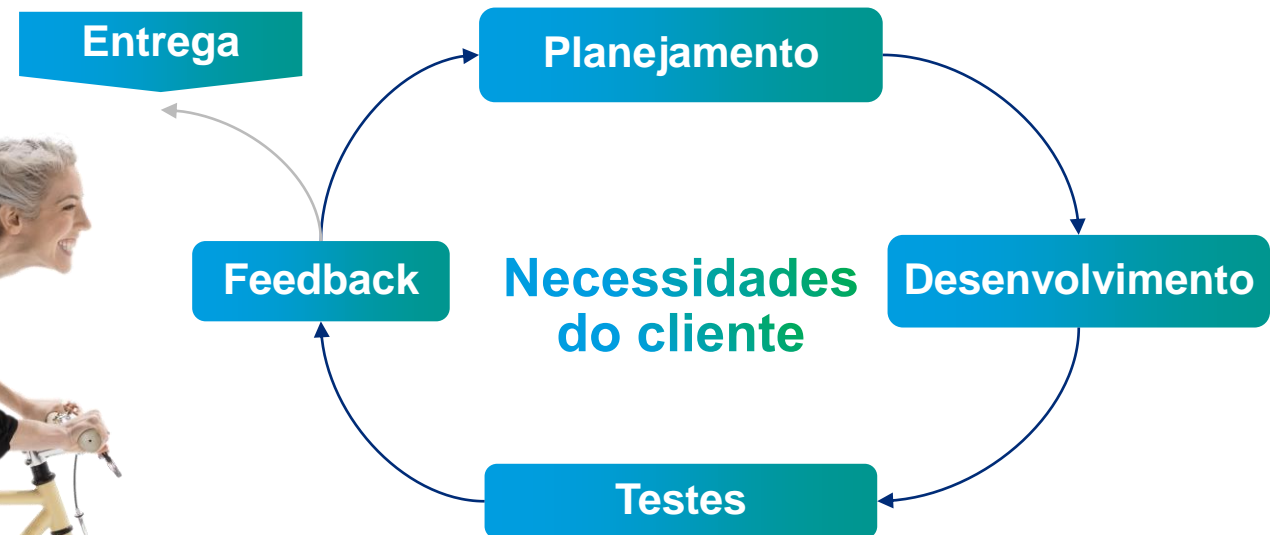 Entrega
Planejamento
Feedback
Necessidades
do cliente
Desenvolvimento
Testes